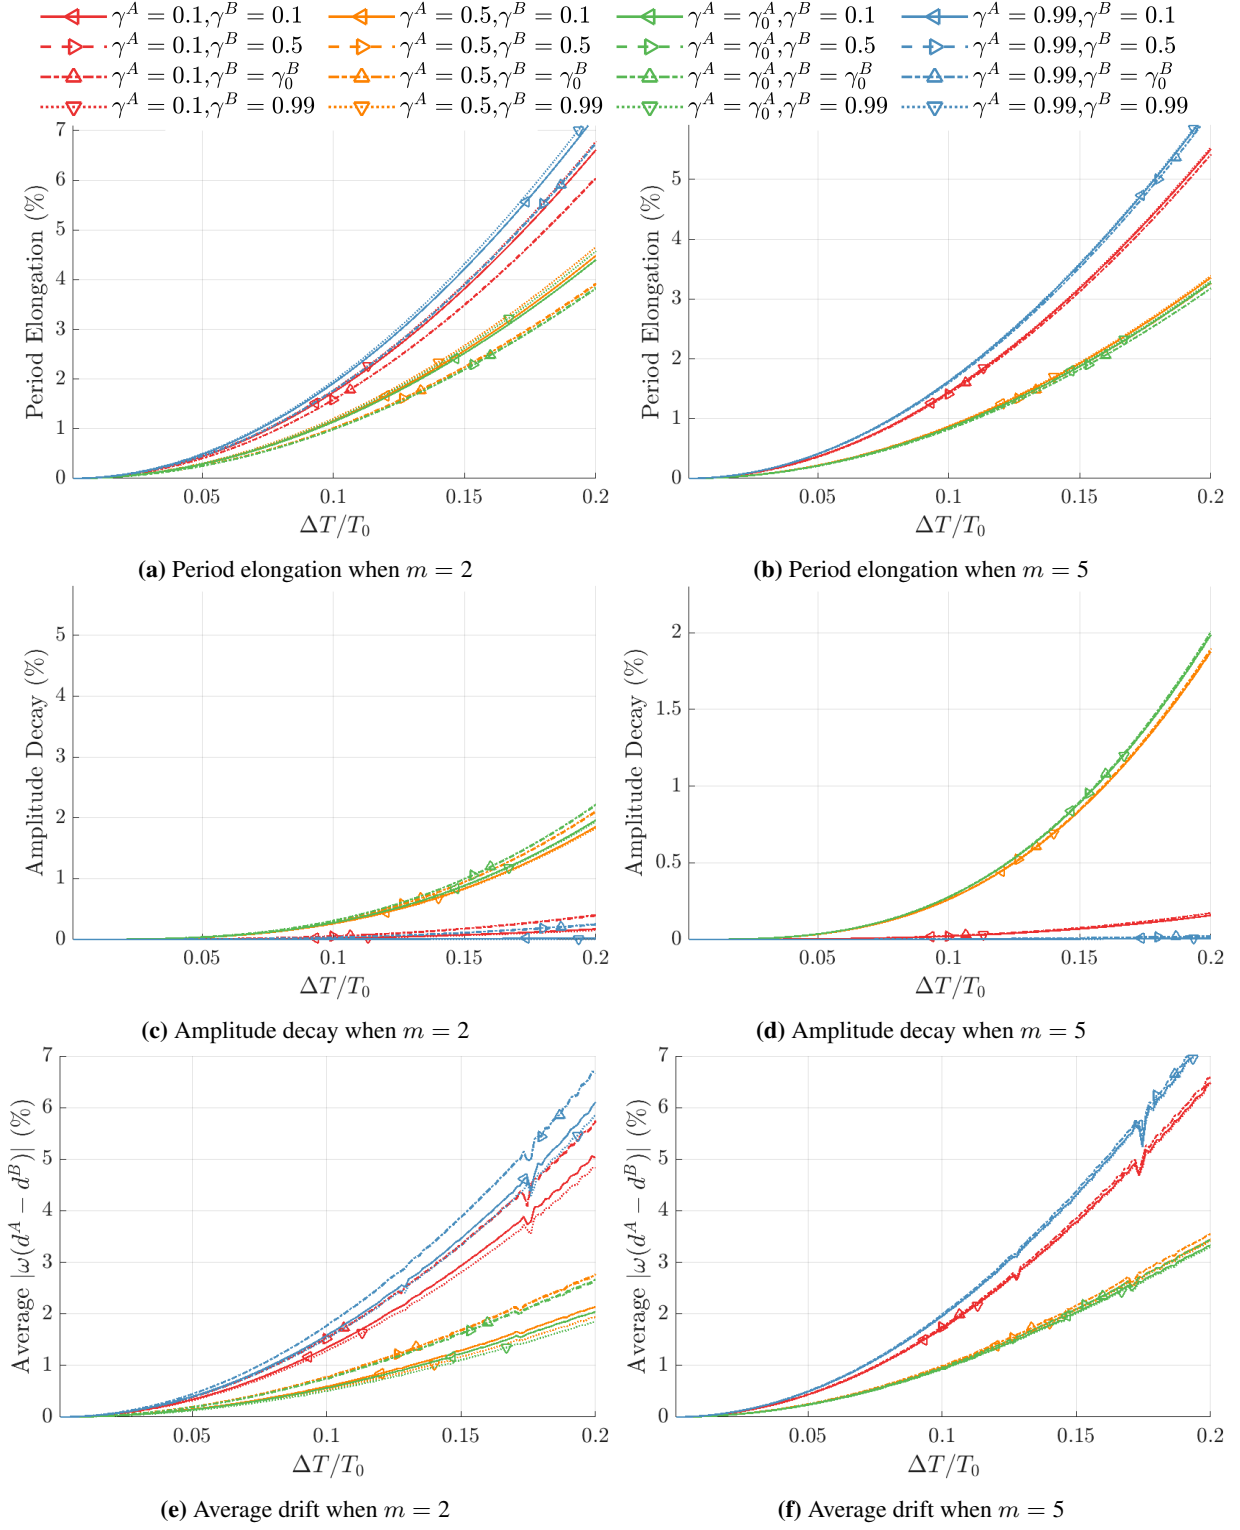 γ^A = 0.1,γ^B = 0.1 γ^A = 0.5,γ^B = 0.1 γ^A = γ_0^A,γ^B = 0.1 γ^A = 0.99,γ^B = 0.1
γ^A = 0.1,γ^B = 0.5 γ^A = 0.5,γ^B = 0.5 γ^A = γ_0^A,γ^B = 0.5 γ^A = 0.99,γ^B = 0.5
γ^A = 0.1,γ^B = γ_0^B γ^A = 0.5,γ^B = γ_0^B γ^A = γ_0^A,γ^B = γ_0^B γ^A = 0.99,γ^B = γ_0^B
γ^A = 0.1,γ^B = 0.99 γ^A = 0.5,γ^B = 0.99 γ^A = γ_0^A,γ^B = 0.99 γ^A = 0.99,γ^B = 0.99
Period Elongation (%)
7
6
5
4
3
2
1
0
0.05 0.1 0.15 0.2
ΔT/T_0
(a) Period elongation when m = 2
Period Elongation (%)
5
4
3
2
1
0
0.05 0.1 0.15 0.2
ΔT/T_0
(b) Period elongation when m = 5
Amplitude Decay (%)
5
4
3
2
1
0
0.05 0.1 0.15 0.2
ΔT/T_0
(c) Amplitude decay when m = 2
Amplitude Decay (%)
2
1.5
1
0.5
0
0.05 0.1 0.15 0.2
ΔT/T_0
(d) Amplitude decay when m = 5
Average |ω(d^A − d^B)| (%)
7
6
5
4
3
2
1
0
0.05 0.1 0.15 0.2
ΔT/T_0
(e) Average drift when m = 2
Average |ω(d^A − d^B)| (%)
7
6
5
4
3
2
1
0
0.05 0.1 0.15 0.2
ΔT/T_0
(f) Average drift when m = 5